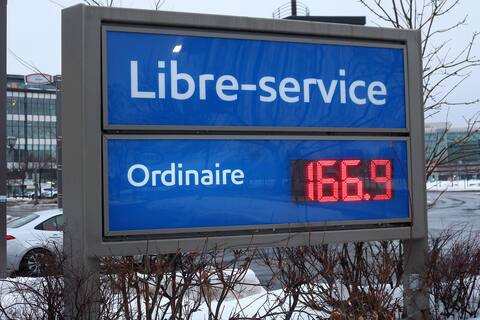 Libre-service
Ordinaire 166.9